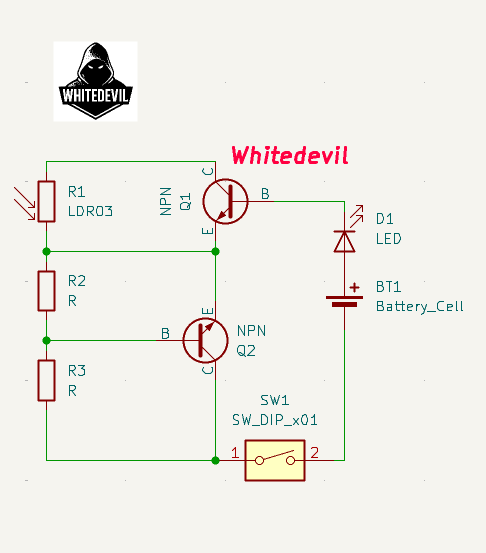 WHITEDEVIL
Whitedevil
C
R1
LDR03
NPN
Q1
B
E
D1
LED
R2
R
BT1
+
Battery_Cell
E
B
NPN
Q2
C
R3
R
SW1
SW_DIP_x01
1
2